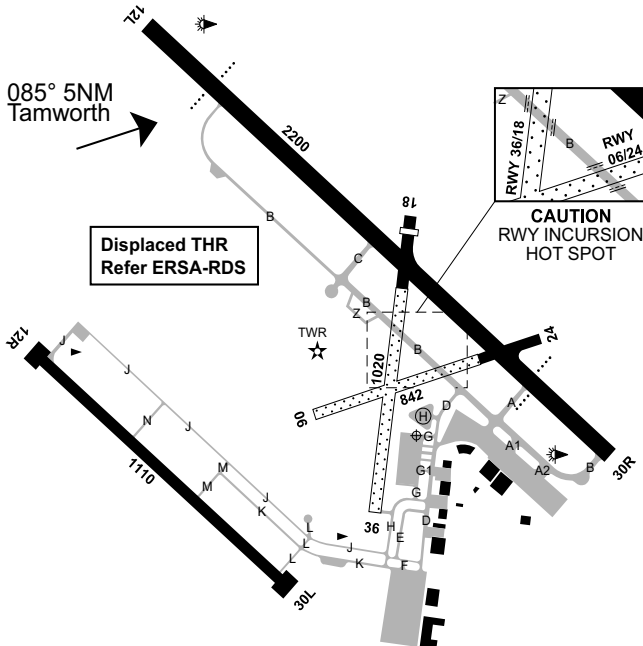 12L
085° 5NM
Tamworth
2200
Z
B
RWY 36/18
RWY
06/24
CAUTION
RWY INCURSION
HOT SPOT
18
B
Displaced THR
Refer ERSA-RDS
C
B
Z
TWR
B
1020
24
12R
J
J
842
06
D
A
H
G
A1
A2
B
30R
N
J
1110
M
M
J
K
G1
G
36
H
E
D
L
L
L
J
K
F
30L